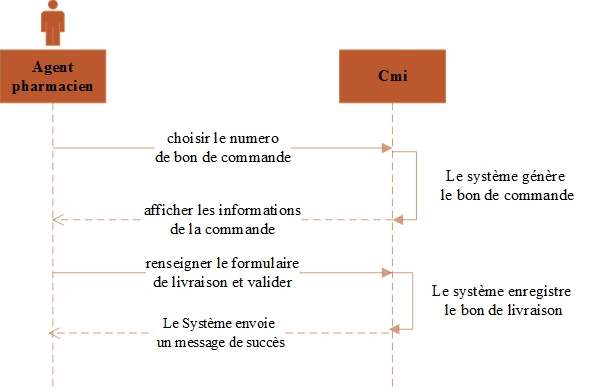 Agent
pharmacien
Cmi
choisir le numero
de bon de commande
Le système génère
le bon de commande
afficher les informations
de la commande
renseigner le formulaire
de livraison et valider
Le système enregistre
le bon de livraison
Le Système envoie
un message de succès